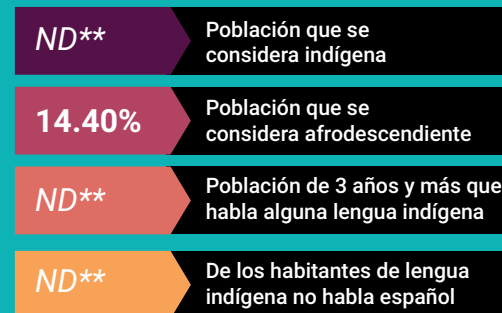 ND**
Población que se
considera indígena
14.40%
Población que se
considera afrodescendiente
ND**
Población de 3 años y más que
habla alguna lengua indígena
ND**
De los habitantes de lengua
indígena no habla español